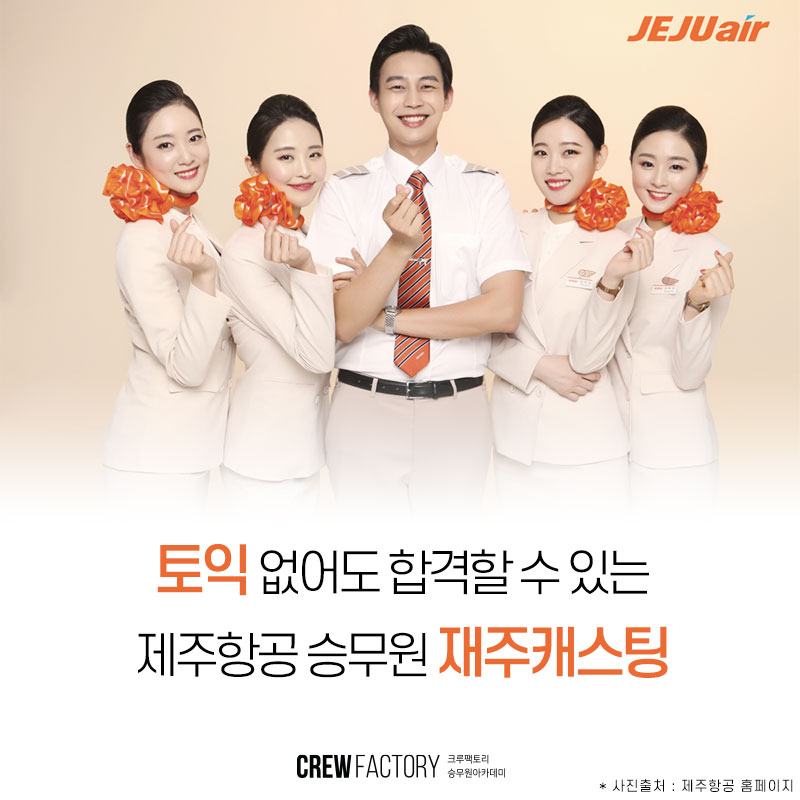 JEJUair
토익 없어도 합격할 수 있는
제주항공 승무원 재주캐스팅
CREW FACTORY 크루팩토리
승무원아카데미
* 사진출처 : 제주항공 홈페이지